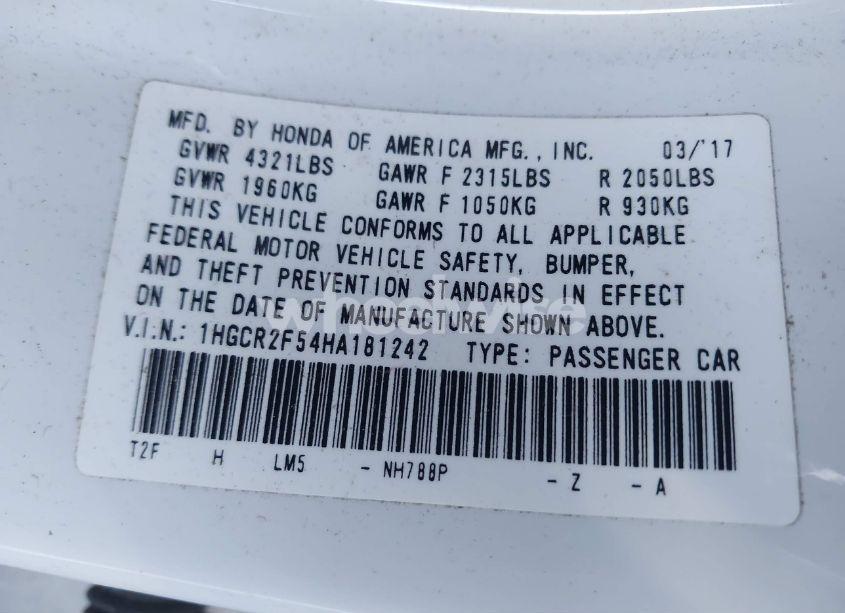 MFD. BY HONDA OF AMERICA MFG., INC. 03/'17
GVWR 4321LBS GAWR F 2315LBS R 2050LBS
GVWR 1960KG GAWR F 1050KG R 930KG
THIS VEHICLE CONFORMS TO ALL APPLICABLE
FEDERAL MOTOR VEHICLE SAFETY, BUMPER,
AND THEFT PREVENTION STANDARDS IN EFFECT
ON THE DATE OF MANUFACTURE SHOWN ABOVE.
wheelwise
V.I.N.: 1HGCR2F54HA181242 TYPE: PASSENGER CAR
T2F H LM5 - NH788P - Z - A